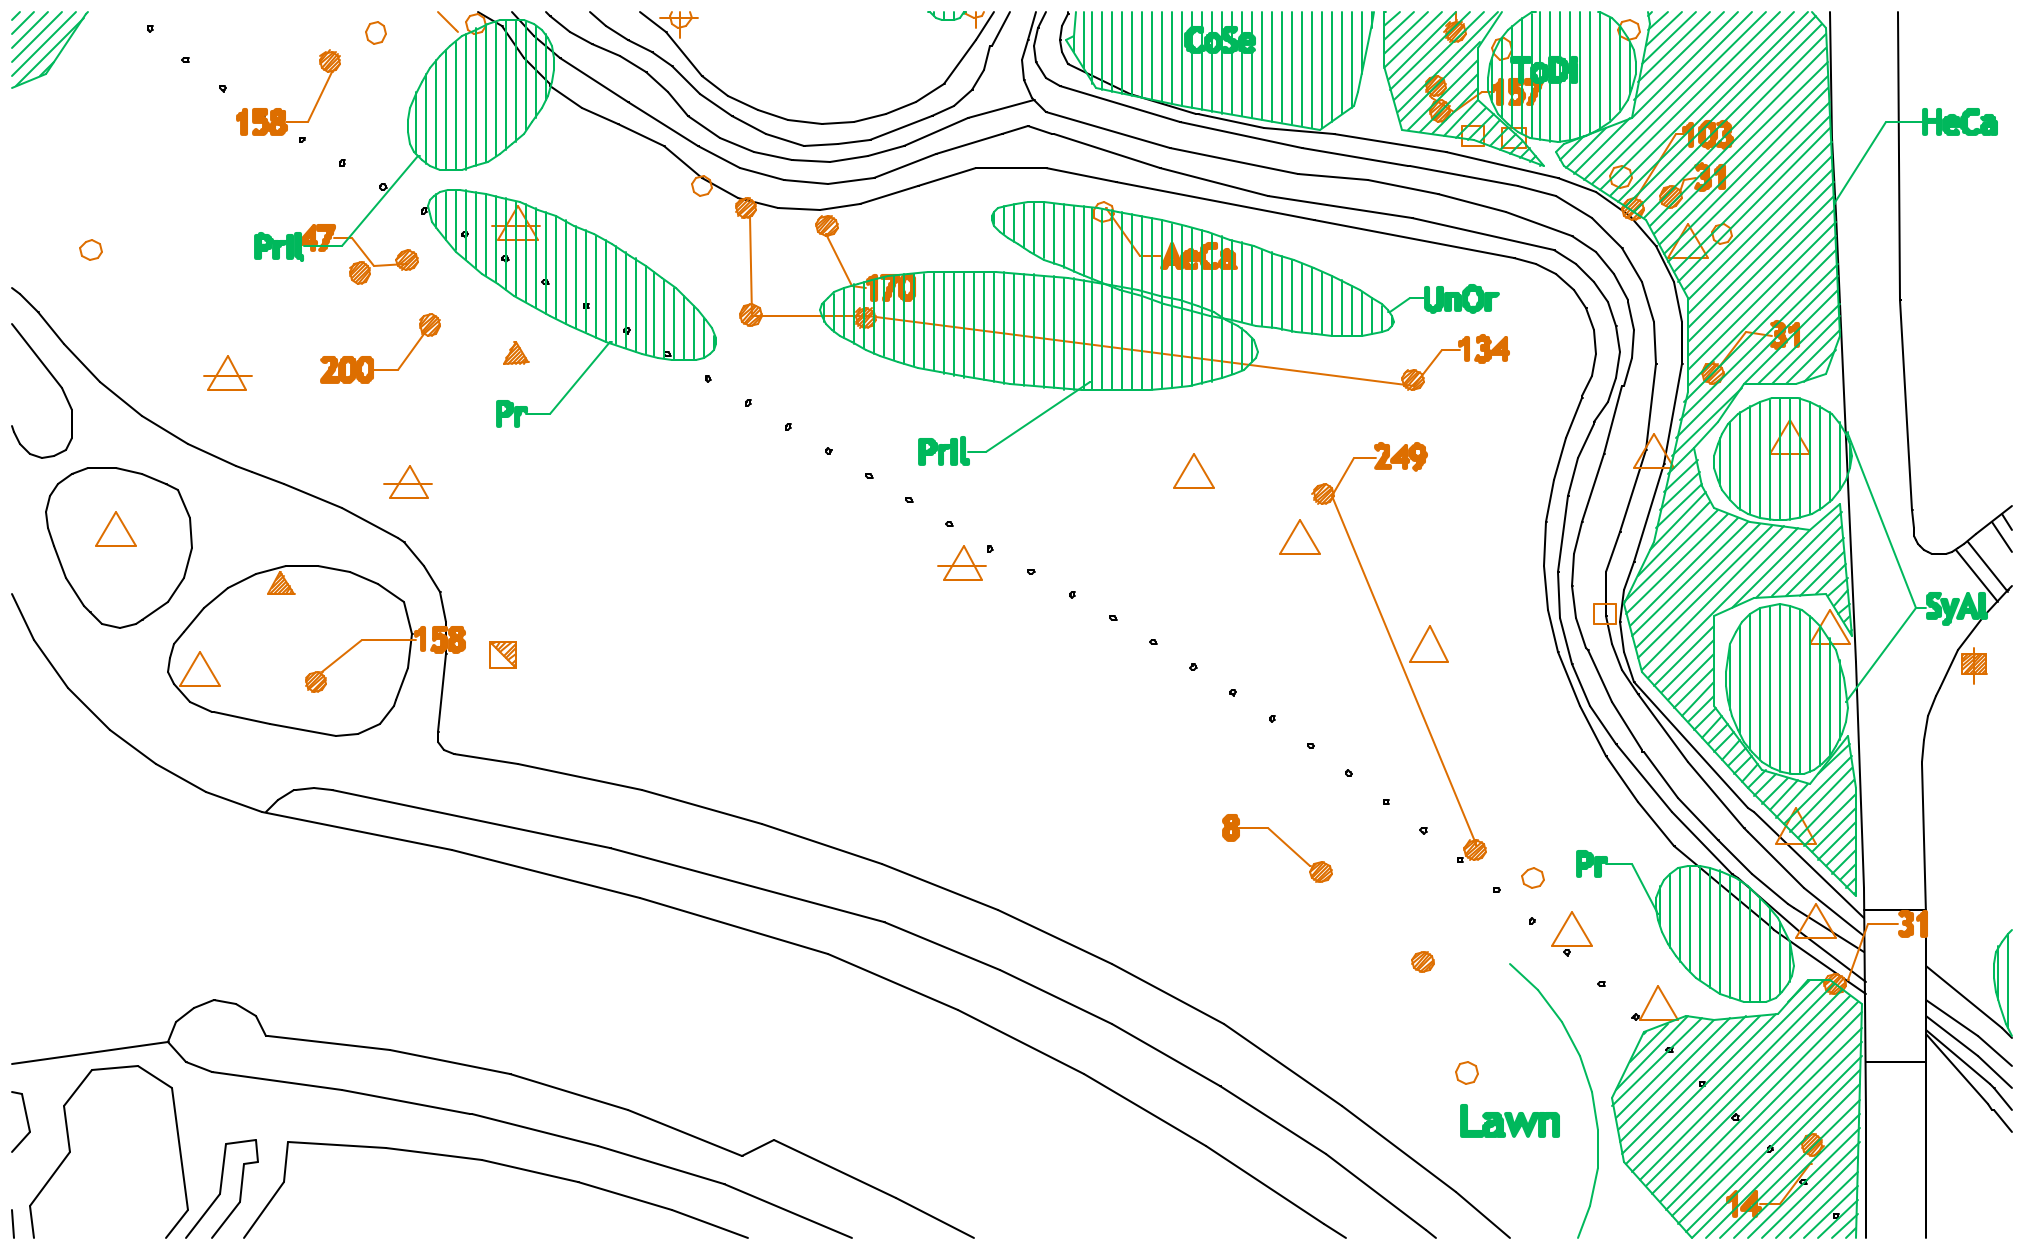 CoSe
ToDI
157
158
HeCa
103
31
47
PrIL
AeCa
170
UnOr
31
134
200
Pr
PrIL
249
SyAl
158
8
Pr
31
Lawn
14